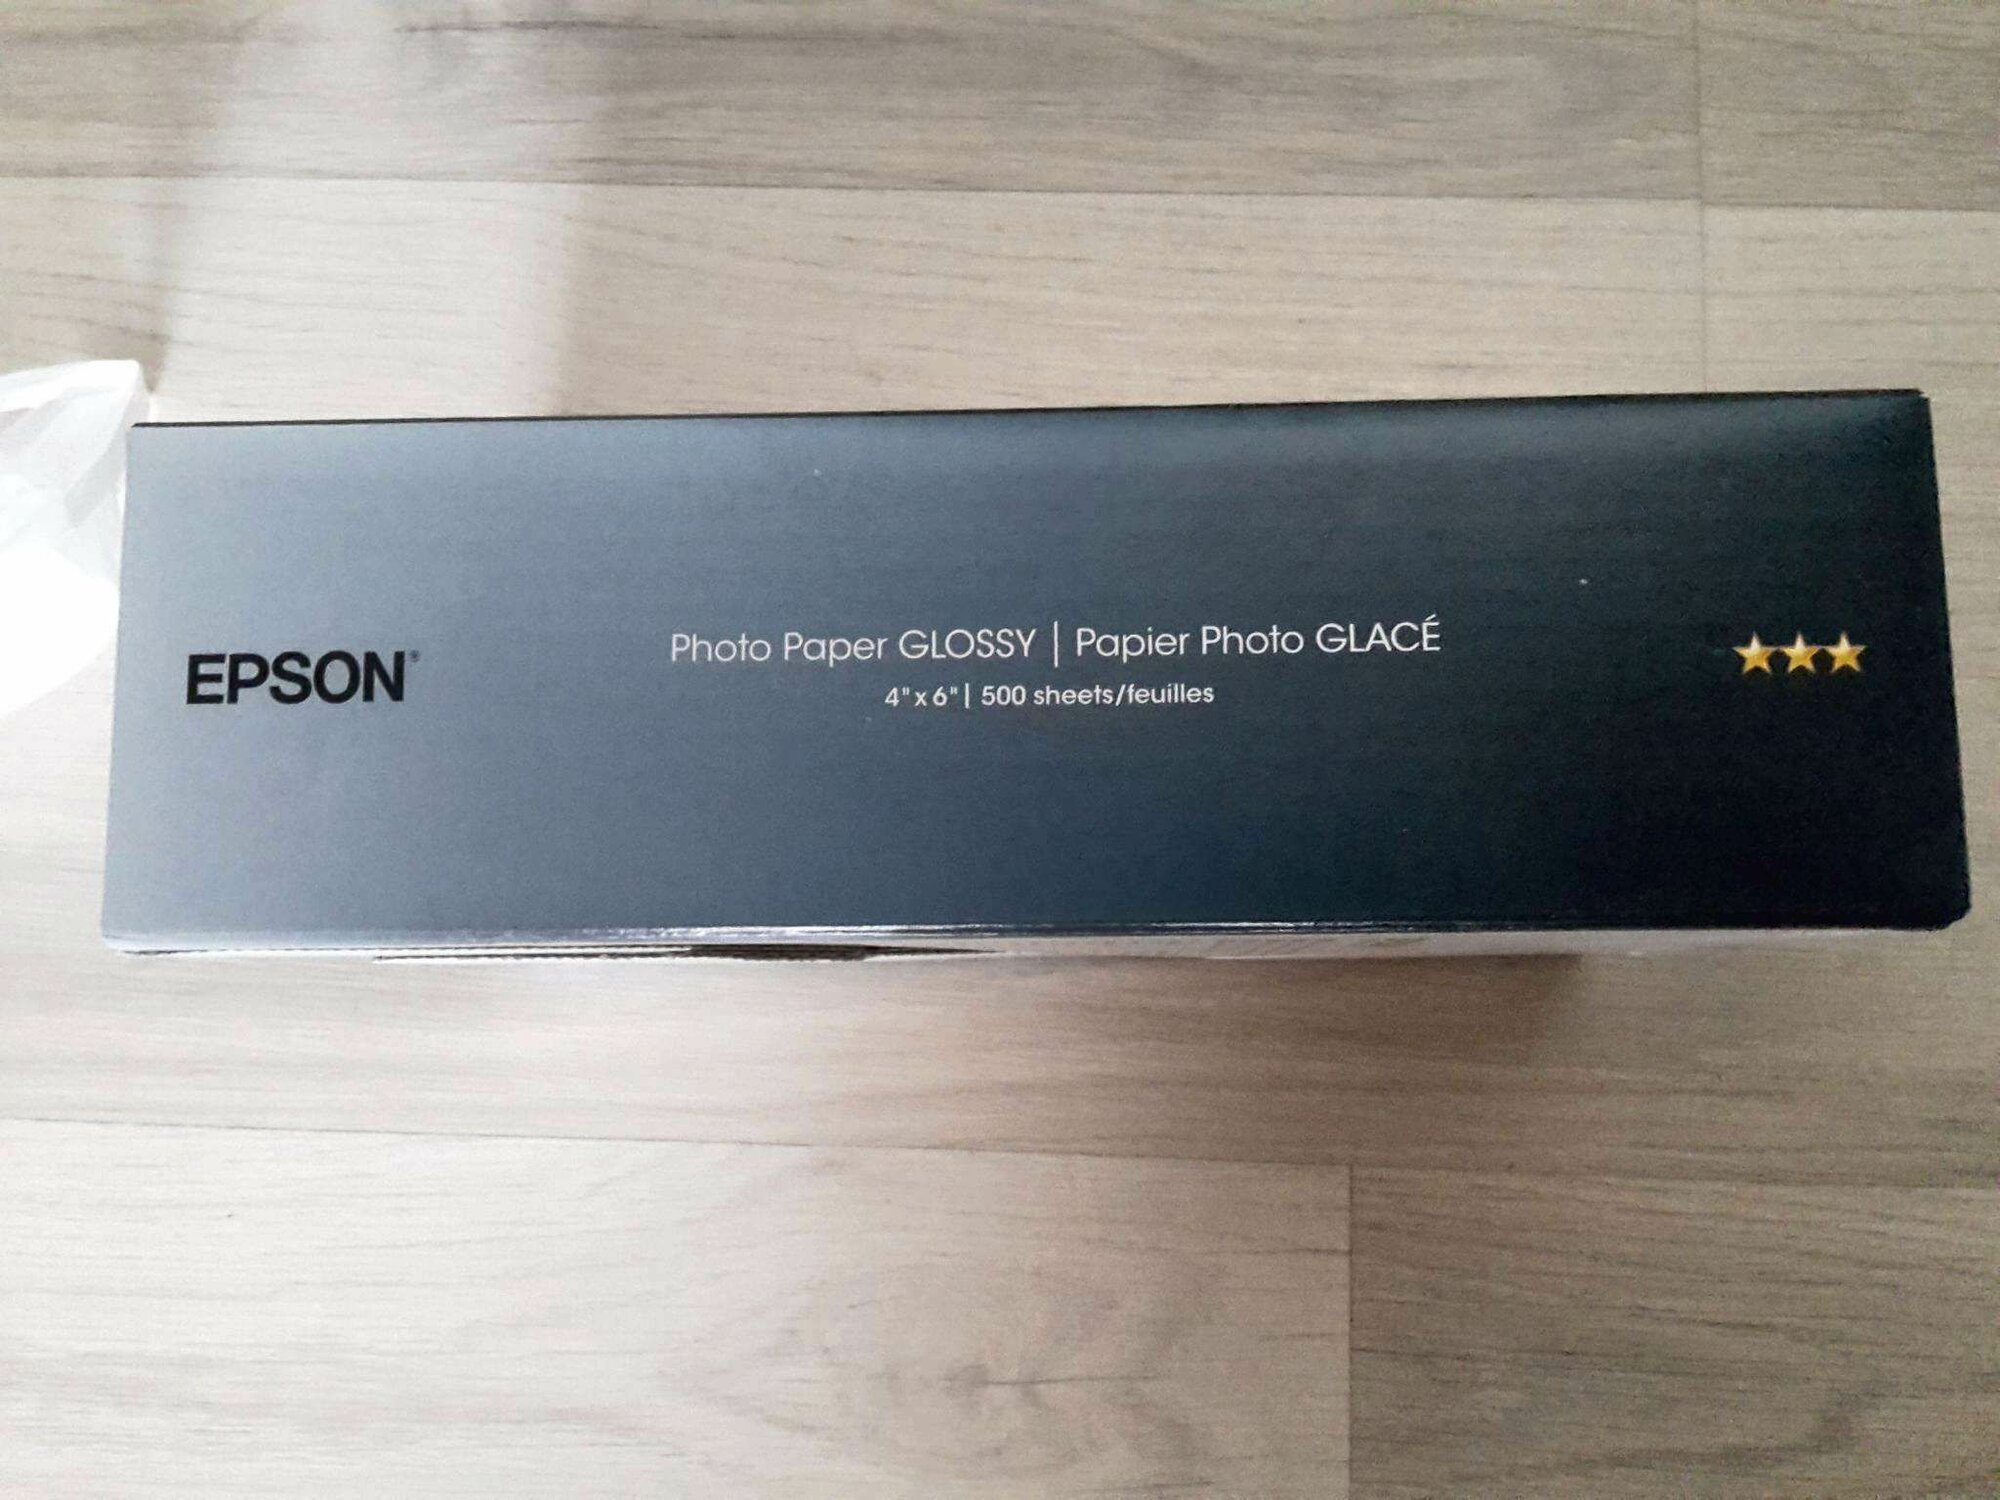 EPSON®
Photo Paper GLOSSY | Papier Photo GLACÉ
4" x 6" | 500 sheets/feuilles